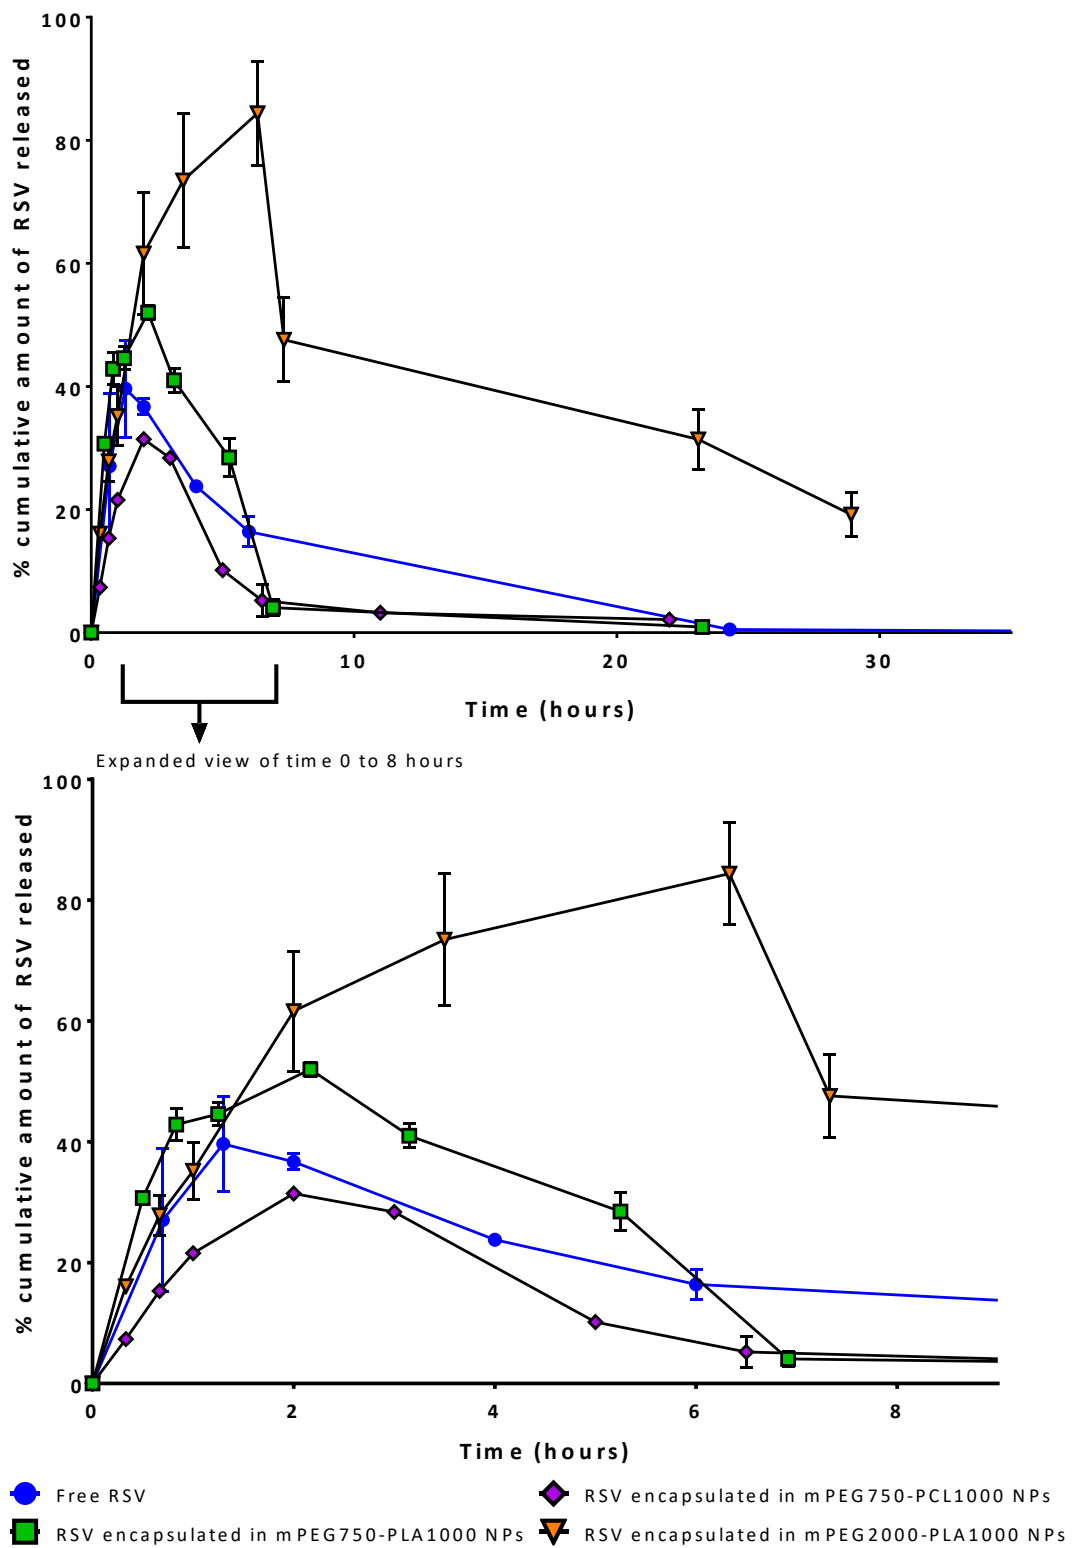 % cumulative amount of RSV released
100
80
60
40
20
0
0 10 20 30
Time (hours)
Expanded view of time 0 to 8 hours
% cumulative amount of RSV released
100
80
60
40
20
0
0 2 4 6 8
Time (hours)
Free RSV
RSV encapsulated in mPEG750-PCL1000 NPs
RSV encapsulated in mPEG750-PLA1000 NPs
RSV encapsulated in mPEG2000-PLA1000 NPs